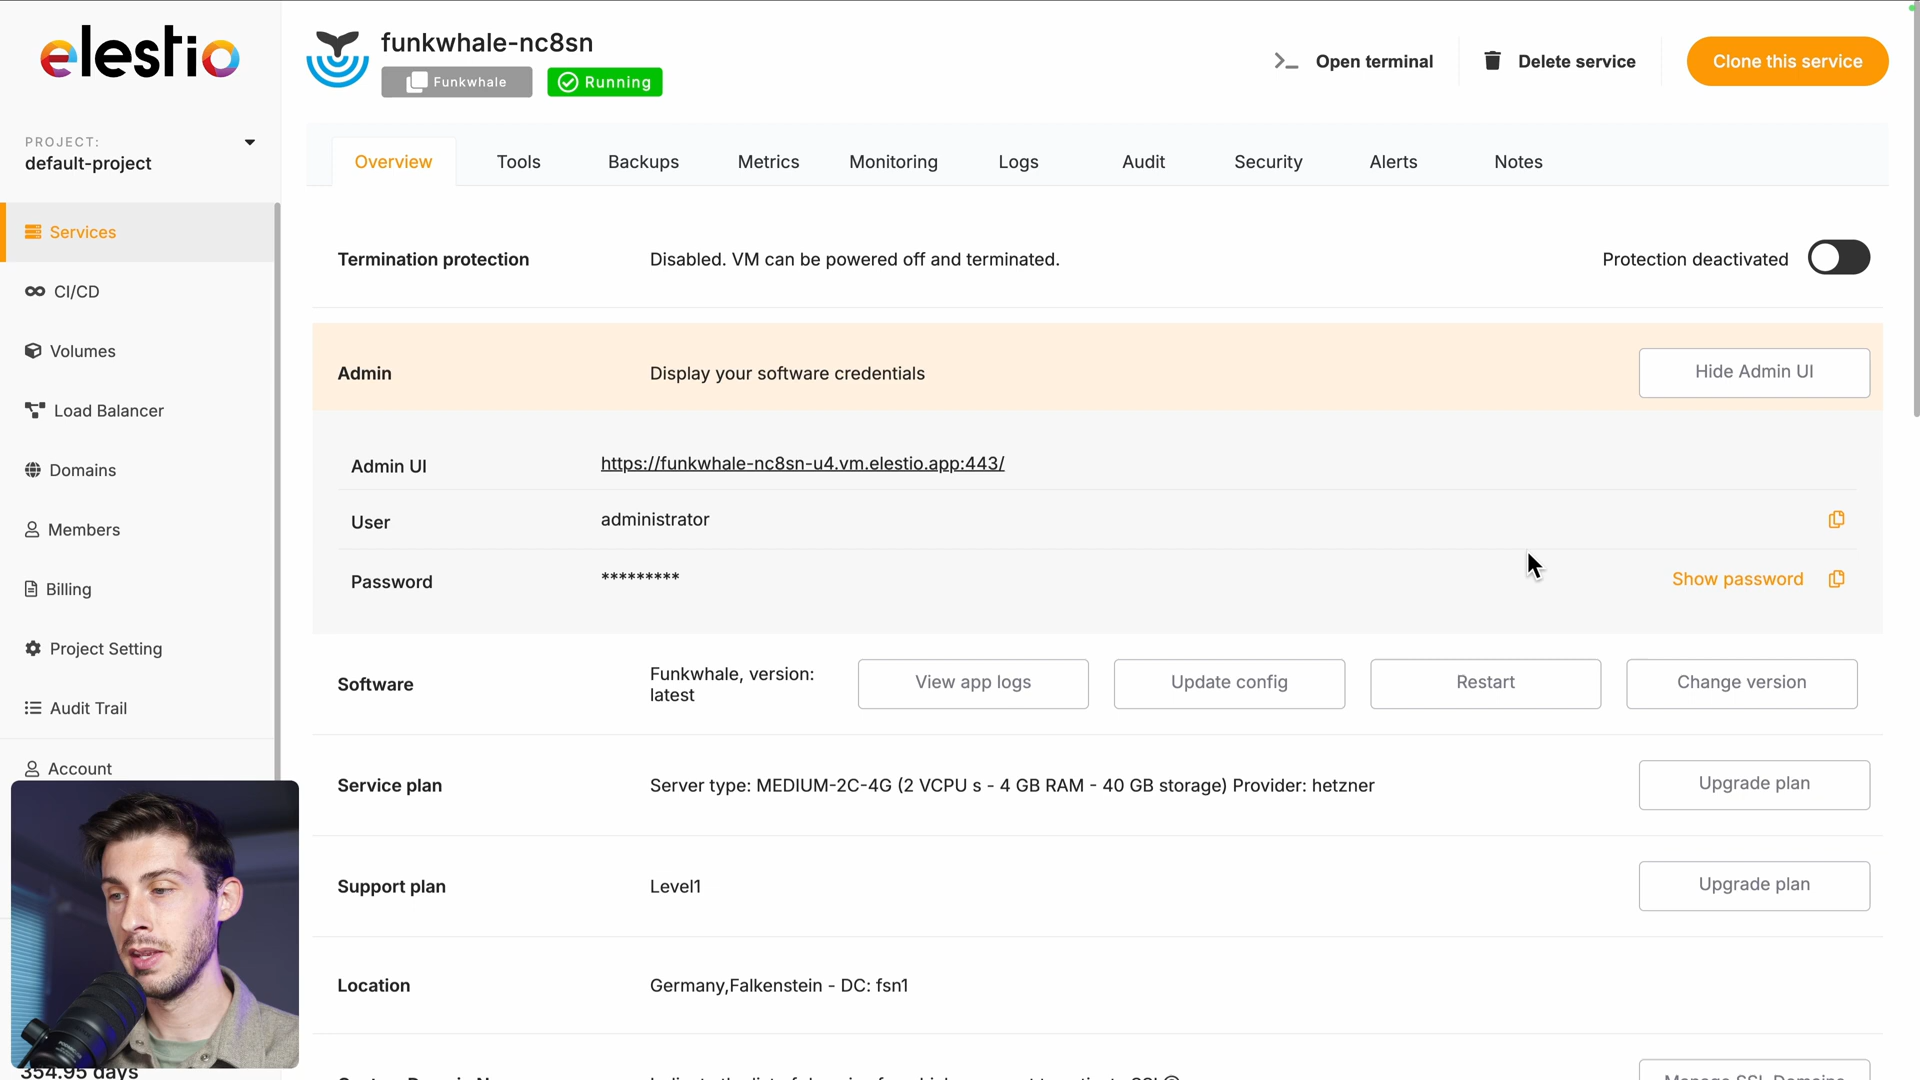 elestio
funkwhale-nc8sn
Funkwhale
Running
Open terminal
Delete service
Clone this service
PROJECT:
default-project
Overview Tools Backups Metrics Monitoring Logs Audit Security Alerts Notes
Services
CI/CD
Volumes
Load Balancer
Domains
Members
Billing
Project Setting
Audit Trail
Account
354.95 days
Termination protection Disabled. VM can be powered off and terminated. Protection deactivated
Admin Display your software credentials Hide Admin UI
Admin UI https://funkwhale-nc8sn-u4.vm.elestio.app:443/
User administrator
Password ********* Show password
Software Funkwhale, version:
latest
View app logs Update config Restart Change version
Service plan Server type: MEDIUM-2C-4G (2 VCPU s - 4 GB RAM - 40 GB storage) Provider: hetzner Upgrade plan
Support plan Level1 Upgrade plan
Location Germany,Falkenstein - DC: fsn1
Manage SSL Domains